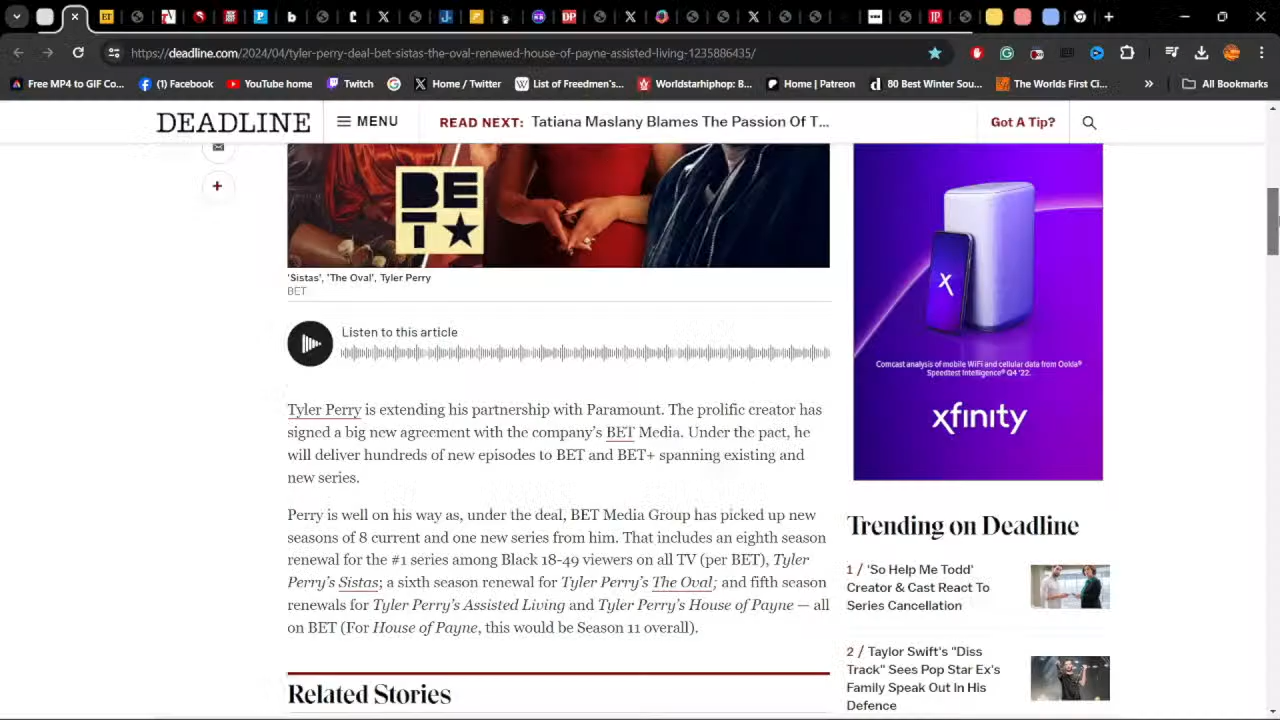 https://deadline.com/2024/04/tyler-perry-deal-bet-sistas-the-oval-renewed-house-of-payne-assisted-living-1235886435/
Free MP4 to GIF Co...
(1) Facebook
YouTube home
Twitch
Home / Twitter
List of Freedmen's...
Worldstarhiphop: B...
Home | Patreon
80 Best Winter Sou...
The Worlds First Ci...
»
All Bookmarks
DEADLINE
MENU
READ NEXT: Tatiana Maslany Blames The Passion Of T...
Got A Tip?
+
BET
'Sistas', 'The Oval', Tyler Perry
BET
Listen to this article
Tyler Perry is extending his partnership with Paramount. The prolific creator has
signed a big new agreement with the company's BET Media. Under the pact, he
will deliver hundreds of new episodes to BET and BET+ spanning existing and
new series.
Perry is well on his way as, under the deal, BET Media Group has picked up new
seasons of 8 current and one new series from him. That includes an eighth season
renewal for the #1 series among Black 18-49 viewers on all TV (per BET), Tyler
Perry's Sistas; a sixth season renewal for Tyler Perry's The Oval; and fifth season
renewals for Tyler Perry's Assisted Living and Tyler Perry's House of Payne — all
on BET (For House of Payne, this would be Season 11 overall).
Related Stories
x
Comcast analysis of mobile WiFi and cellular data from Ookla®
Speedtest Intelligence® Q4 '22.
xfinity
Trending on Deadline
1 / 'So Help Me Todd'
Creator & Cast React To
Series Cancellation
2 / Taylor Swift's "Diss
Track" Sees Pop Star Ex's
Family Speak Out In His
Defence